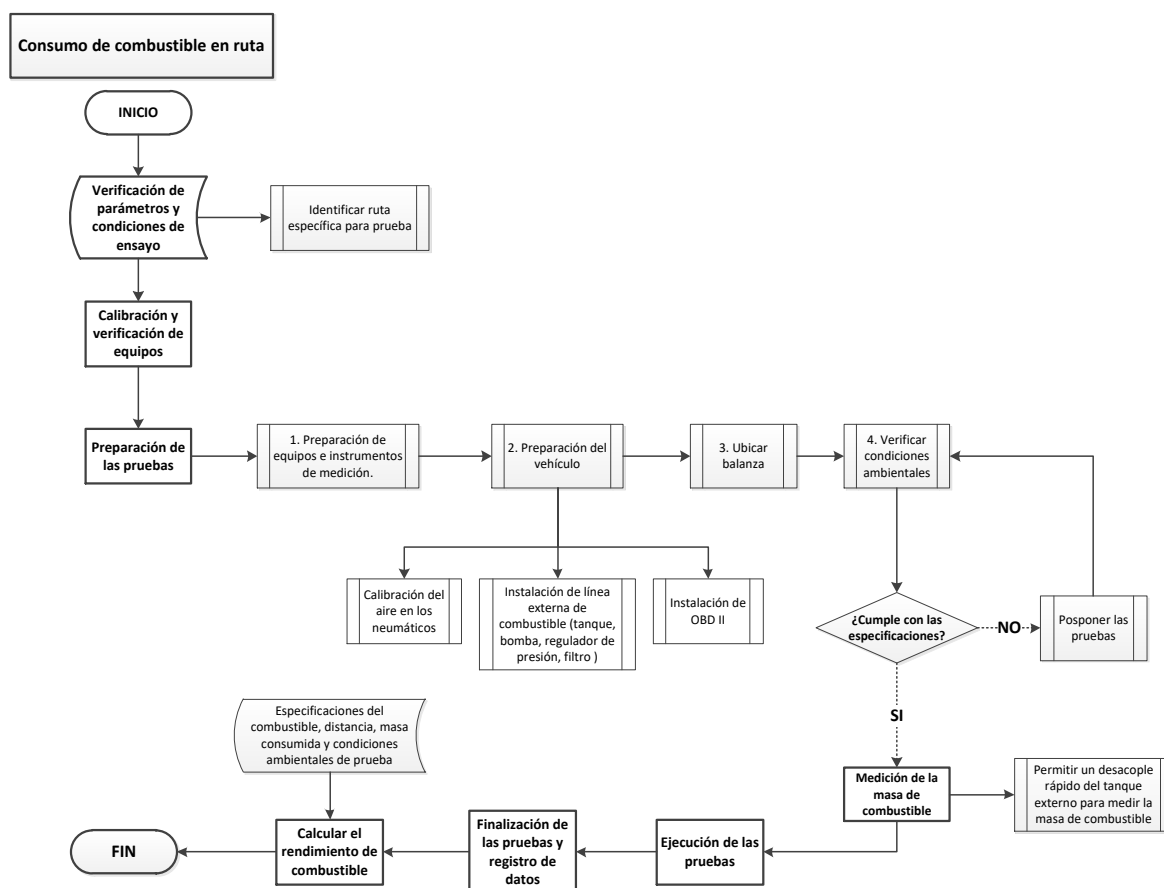 Consumo de combustible en ruta
INICIO
Verificación de
parámetros y
condiciones de
ensayo
Identificar ruta
específica para prueba
Calibración y
verificación de
equipos
Preparación de
las pruebas
1. Preparación de
equipos e instrumentos
de medición.
2. Preparación del
vehículo
3. Ubicar
balanza
4. Verificar
condiciones
ambientales
Calibración del
aire en los
neumáticos
Instalación de línea
externa de
combustible (tanque,
bomba, regulador de
presión, filtro )
Instalación de
OBD II
¿Cumple con las
especificaciones?
NO
Posponer las
pruebas
SI
Medición de la
masa de
combustible
Permitir un desacople
rápido del tanque
externo para medir la
masa de combustible
Ejecución de las
pruebas
Finalización de
las pruebas y
registro de
datos
Especificaciones del
combustible, distancia, masa
consumida y condiciones
ambientales de prueba
Calcular el
rendimiento de
combustible
FIN